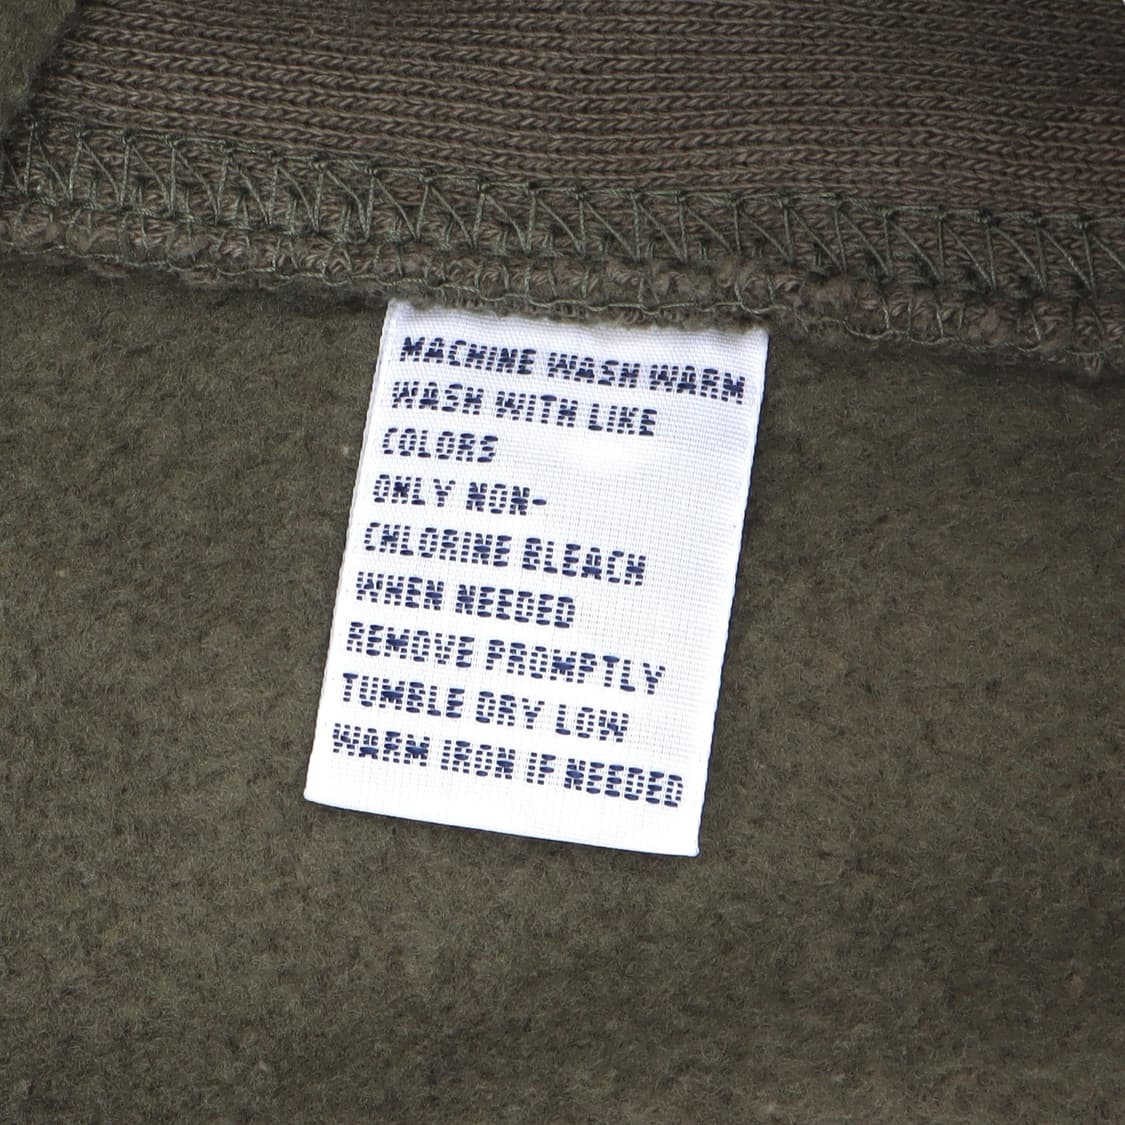 MACHINE WASH WARM
WASH WITH LIKE
COLORS
ONLY NON-
CHLORINE BLEACH
WHEN NEEDED
REMOVE PROMPTLY
TUMBLE DRY LOW
WARM IRON IF NEEDED